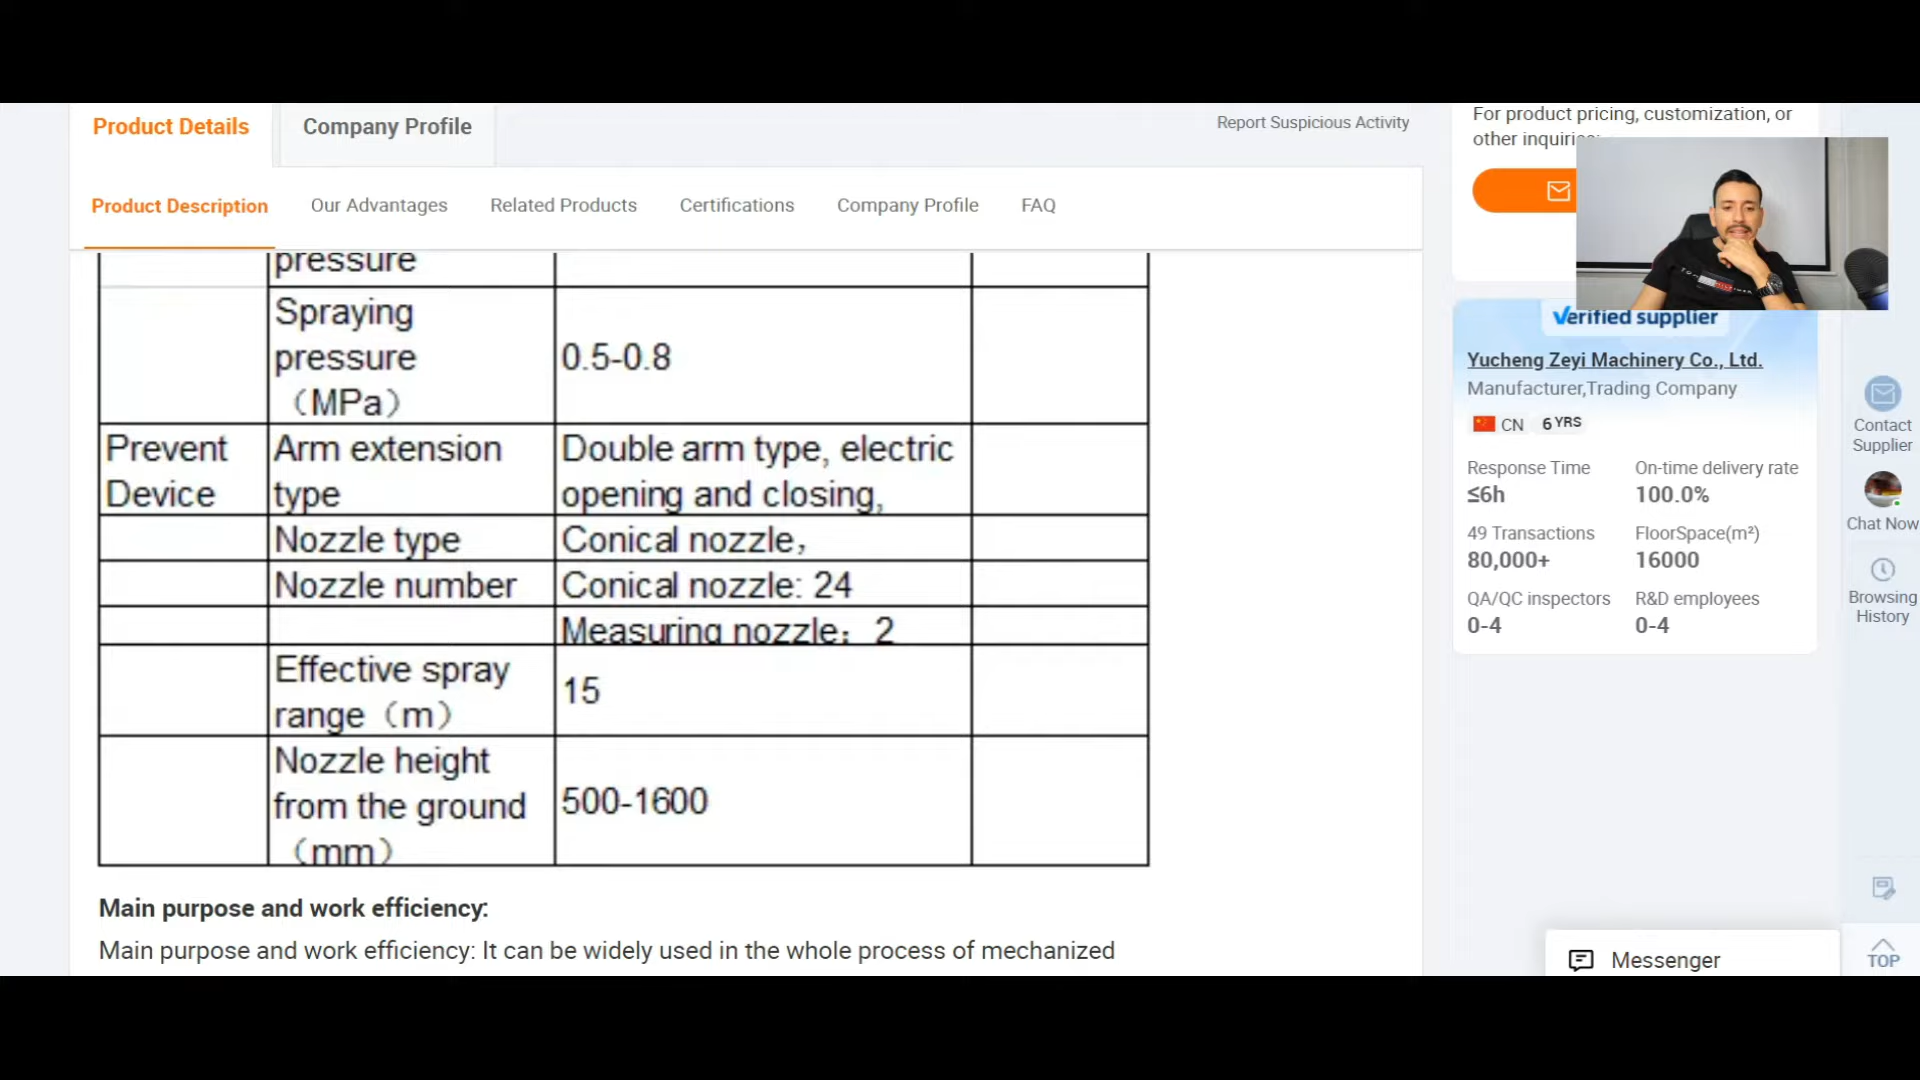 Product Details
Company Profile
Report Suspicious Activity
For product pricing, customization, or
other inquiries:
Product Description
Our Advantages
Related Products
Certifications
Company Profile
FAQ
pressure
Spraying
pressure
（MPa）
0.5-0.8
Prevent
Device
Arm extension
type
Double arm type, electric
opening and closing,
Nozzle type
Conical nozzle，
Nozzle number
Conical nozzle: 24
Measuring nozzle：2
Effective spray
range（m）
15
Nozzle height
from the ground
（mm）
500-1600
Main purpose and work efficiency:
Main purpose and work efficiency: It can be widely used in the whole process of mechanized
Verified supplier
Yucheng Zeyi Machinery Co., Ltd.
Manufacturer,Trading Company
CN 6 YRS
Response Time
≤6h
On-time delivery rate
100.0%
49 Transactions
80,000+
FloorSpace(m²)
16000
QA/QC inspectors
0-4
R&D employees
0-4
Contact
Supplier
Chat Now
Browsing
History
Messenger
TOP